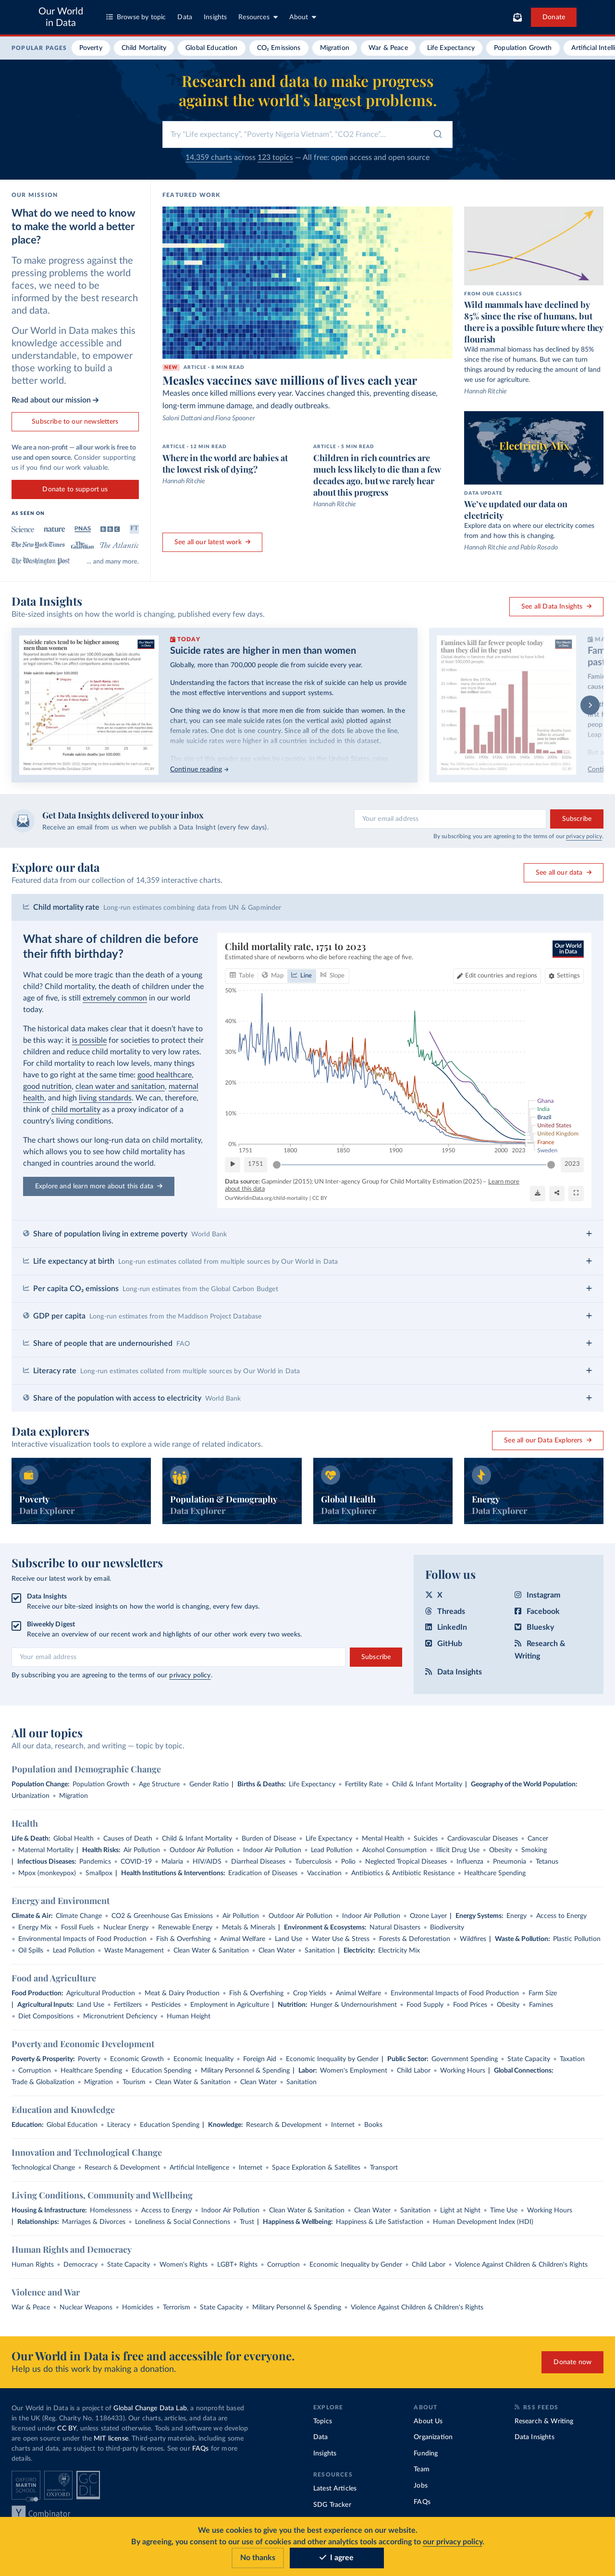 Our World
in Data
Browse by topic
Data
Insights
Resources
About
Donate
POPULAR PAGES
Poverty
Child Mortality
Global Education
CO₂ Emissions
Migration
War & Peace
Life Expectancy
Population Growth
Artificial Intelli
Research and data to make progress
against the world's largest problems.
Try "Life expectancy", "Poverty Nigeria Vietnam", "CO2 France"...
14,359 charts across 123 topics — All free: open access and open source
OUR MISSION
What do we need to know
to make the world a better
place?
To make progress against the
pressing problems the world
faces, we need to be
informed by the best research
and data.
Our World in Data makes this
knowledge accessible and
understandable, to empower
those working to build a
better world.
Read about our mission →
Subscribe to our newsletters
We are a non-profit — all our work is free to
use and open source. Consider supporting
us if you find our work valuable.
Donate to support us
AS SEEN ON
Science
nature
PNAS
BBC
FT
The New York Times
The Guardian
The Atlantic
The Washington Post
... and many more.
FEATURED WORK
NEW ARTICLE - 8 MIN READ
Measles vaccines save millions of lives each year
Measles once killed millions every year. Vaccines changed this, preventing disease,
long-term immune damage, and deadly outbreaks.
Saloni Dattani and Fiona Spooner
ARTICLE - 12 MIN READ
Where in the world are babies at
the lowest risk of dying?
Hannah Ritchie
ARTICLE - 5 MIN READ
Children in rich countries are
much less likely to die than a few
decades ago, but we rarely hear
about this progress
Hannah Ritchie
See all our latest work →
FROM OUR CLASSICS
Wild mammals have declined by
85% since the rise of humans, but
there is a possible future where they
flourish
Wild mammal biomass has declined by 85%
since the rise of humans. But we can turn
things around by reducing the amount of land
we use for agriculture.
Hannah Ritchie
Electricity Mix
DATA UPDATE
We've updated our data on
electricity
Explore data on where our electricity comes
from and how this is changing.
Hannah Ritchie and Pablo Rosado
Data Insights
Bite-sized insights on how the world is changing, published every few days.
See all Data Insights →
Suicide rates tend to be higher among
men than women
TODAY
Suicide rates are higher in men than women
Globally, more than 700,000 people die from suicide every year.
Understanding the factors that increase the risk of suicide can help us provide
the most effective interventions and support systems.
One thing we do know is that more men die from suicide than women. In the
chart, you can see male suicide rates (on the vertical axis) plotted against
female rates. One dot is one country. Since all of the dots lie above the line,
male suicide rates were higher in all countries included in this dataset.
Continue reading →
Famines kill far fewer people today
than they did in the past
Get Data Insights delivered to your inbox
Receive an email from us when we publish a Data Insight (every few days).
Your email address
Subscribe
By subscribing you are agreeing to the terms of our privacy policy.
Explore our data
Featured data from our collection of 14,359 interactive charts.
See all our data →
Child mortality rate Long-run estimates combining data from UN & Gapminder
What share of children die before
their fifth birthday?
What could be more tragic than the death of a young
child? Child mortality, the death of children under the
age of five, is still extremely common in our world
today.
The historical data makes clear that it doesn't have to
be this way: it is possible for societies to protect their
children and reduce child mortality to very low rates.
For child mortality to reach low levels, many things
have to go right at the same time: good healthcare,
good nutrition, clean water and sanitation, maternal
health, and high living standards. We can, therefore,
think of child mortality as a proxy indicator of a
country's living conditions.
The chart shows our long-run data on child mortality,
which allows you to see how child mortality has
changed in countries around the world.
Explore and learn more about this data →
Child mortality rate, 1751 to 2023
Estimated share of newborns who die before reaching the age of five.
Our World
in Data
Table
Map
Line
Slope
Edit countries and regions
Settings
50%
40%
30%
20%
10%
0%
1751 1800 1850 1900 1950 2000 2023
Ghana
India
Brazil
United States
United Kingdom
France
Sweden
1751
2023
Data source: Gapminder (2015); UN Inter-agency Group for Child Mortality Estimation (2025) – Learn more
about this data
OurWorldinData.org/child-mortality | CC BY
Share of population living in extreme poverty World Bank
Life expectancy at birth Long-run estimates collated from multiple sources by Our World in Data
Per capita CO₂ emissions Long-run estimates from the Global Carbon Budget
GDP per capita Long-run estimates from the Maddison Project Database
Share of people that are undernourished FAO
Literacy rate Long-run estimates collated from multiple sources by Our World in Data
Share of the population with access to electricity World Bank
Data explorers
Interactive visualization tools to explore a wide range of related indicators.
See all our Data Explorers →
Poverty
Data Explorer
Population & Demography
Data Explorer
Global Health
Data Explorer
Energy
Data Explorer
Subscribe to our newsletters
Receive our latest work by email.
Data Insights
Receive our bite-sized insights on how the world is changing, every few days.
Biweekly Digest
Receive an overview of our recent work and highlights of our other work every two weeks.
Your email address
Subscribe
By subscribing you are agreeing to the terms of our privacy policy.
Follow us
X
Instagram
Threads
Facebook
LinkedIn
Bluesky
GitHub
Research &
Writing
Data Insights
All our topics
All our data, research, and writing — topic by topic.
Population and Demographic Change
Population Change: Population Growth • Age Structure • Gender Ratio | Births & Deaths: Life Expectancy • Fertility Rate • Child & Infant Mortality | Geography of the World Population:
Urbanization • Migration
Health
Life & Death: Global Health • Causes of Death • Child & Infant Mortality • Burden of Disease • Life Expectancy • Mental Health • Suicides • Cardiovascular Diseases • Cancer
• Maternal Mortality | Health Risks: Air Pollution • Outdoor Air Pollution • Indoor Air Pollution • Lead Pollution • Alcohol Consumption • Illicit Drug Use • Obesity • Smoking
| Infectious Diseases: Pandemics • COVID-19 • Malaria • HIV/AIDS • Diarrheal Diseases • Tuberculosis • Polio • Neglected Tropical Diseases • Influenza • Pneumonia • Tetanus
• Mpox (monkeypox) • Smallpox | Health Institutions & Interventions: Eradication of Diseases • Vaccination • Antibiotics & Antibiotic Resistance • Healthcare Spending
Energy and Environment
Climate & Air: Climate Change • CO2 & Greenhouse Gas Emissions • Air Pollution • Outdoor Air Pollution • Indoor Air Pollution • Ozone Layer | Energy Systems: Energy • Access to Energy
• Energy Mix • Fossil Fuels • Nuclear Energy • Renewable Energy • Metals & Minerals | Environment & Ecosystems: Natural Disasters • Biodiversity
• Environmental Impacts of Food Production • Fish & Overfishing • Animal Welfare • Land Use • Water Use & Stress • Forests & Deforestation • Wildfires | Waste & Pollution: Plastic Pollution
• Oil Spills • Lead Pollution • Waste Management • Clean Water & Sanitation • Clean Water • Sanitation | Electricity: Electricity Mix
Food and Agriculture
Food Production: Agricultural Production • Meat & Dairy Production • Fish & Overfishing • Crop Yields • Animal Welfare • Environmental Impacts of Food Production • Farm Size
| Agricultural Inputs: Land Use • Fertilizers • Pesticides • Employment in Agriculture | Nutrition: Hunger & Undernourishment • Food Supply • Food Prices • Obesity • Famines
• Diet Compositions • Micronutrient Deficiency • Human Height
Poverty and Economic Development
Poverty & Prosperity: Poverty • Economic Growth • Economic Inequality • Foreign Aid • Economic Inequality by Gender | Public Sector: Government Spending • State Capacity • Taxation
• Corruption • Healthcare Spending • Education Spending • Military Personnel & Spending | Labor: Women's Employment • Child Labor • Working Hours | Global Connections:
Trade & Globalization • Migration • Tourism • Clean Water & Sanitation • Clean Water • Sanitation
Education and Knowledge
Education: Global Education • Literacy • Education Spending | Knowledge: Research & Development • Internet • Books
Innovation and Technological Change
Technological Change • Research & Development • Artificial Intelligence • Internet • Space Exploration & Satellites • Transport
Living Conditions, Community and Wellbeing
Housing & Infrastructure: Homelessness • Access to Energy • Indoor Air Pollution • Clean Water & Sanitation • Clean Water • Sanitation • Light at Night • Time Use • Working Hours
| Relationships: Marriages & Divorces • Loneliness & Social Connections • Trust | Happiness & Wellbeing: Happiness & Life Satisfaction • Human Development Index (HDI)
Human Rights and Democracy
Human Rights • Democracy • State Capacity • Women's Rights • LGBT+ Rights • Corruption • Economic Inequality by Gender • Child Labor • Violence Against Children & Children's Rights
Violence and War
War & Peace • Nuclear Weapons • Homicides • Terrorism • State Capacity • Military Personnel & Spending • Violence Against Children & Children's Rights
Our World in Data is free and accessible for everyone.
Help us do this work by making a donation.
Donate now
Our World in Data is a project of Global Change Data Lab, a nonprofit based
in the UK (Reg. Charity No. 1186433). Our charts, articles, and data are
licensed under CC BY, unless stated otherwise. Tools and software we develop
are open source under the MIT license. Third-party materials, including some
charts and data, are subject to third-party licenses. See our FAQs for more
details.
OXFORD
MARTIN
SCHOOL
UNIVERSITY OF
OXFORD
GC
DL
Y Combinator
EXPLORE
Topics
Data
Insights
RESOURCES
Latest Articles
SDG Tracker
ABOUT
About Us
Organization
Funding
Team
Jobs
FAQs
RSS FEEDS
Research & Writing
Data Insights
We use cookies to give you the best experience on our website.
By agreeing, you consent to our use of cookies and other analytics tools according to our privacy policy.
No thanks
I agree